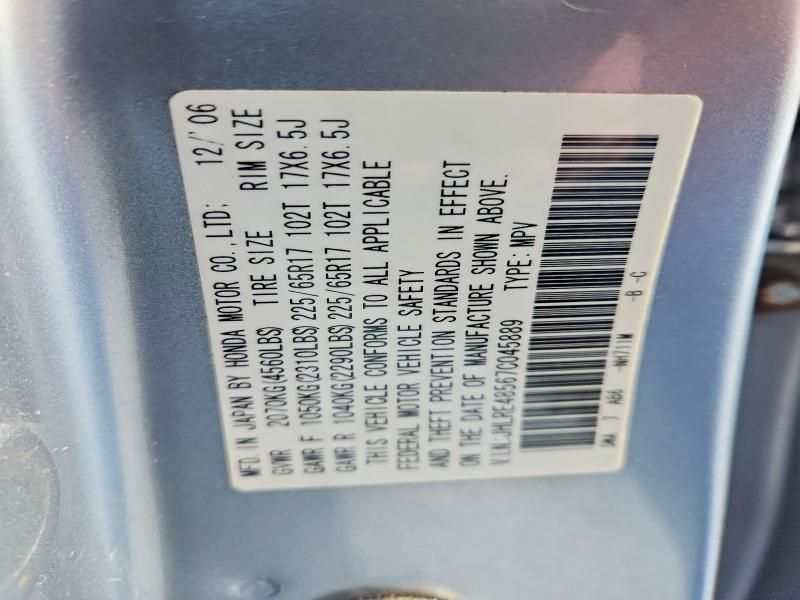 MFD. IN JAPAN BY HONDA MOTOR CO., LTD; 12/'06
GVWR 2070KG(4560LBS) TIRE SIZE RIM SIZE
GAWR F 1050KG(2310LBS) 225/65R17 102T 17X6.5J
GAWR R 1040KG(2290LBS) 225/65R17 102T 17X6.5J
THIS VEHICLE CONFORMS TO ALL APPLICABLE
FEDERAL MOTOR VEHICLE SAFETY
AND THEFT PREVENTION STANDARDS IN EFFECT
ON THE DATE OF MANUFACTURE SHOWN ABOVE.
V.I.N.:JHLRE48567C045889 TYPE: MPV
7 AB6 -NH711M -B -C